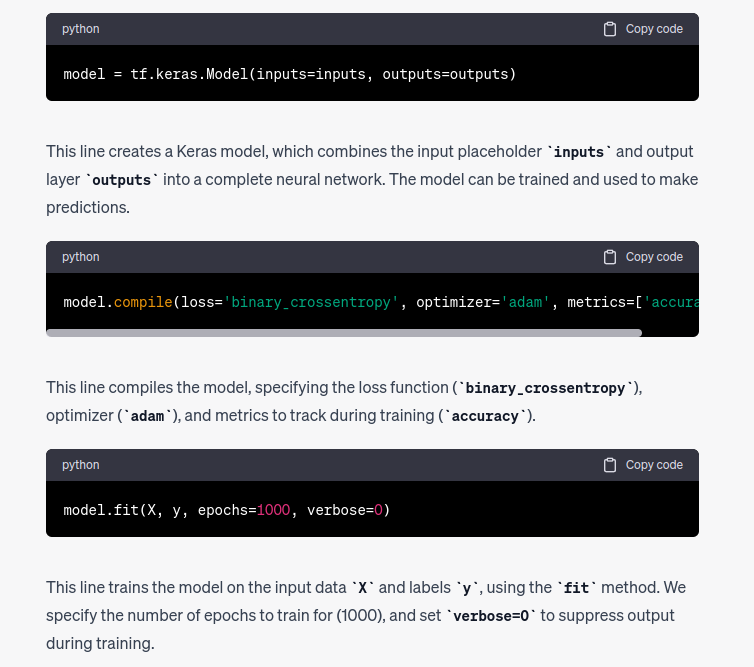 python Copy code
model = tf.keras.Model(inputs=inputs, outputs=outputs)
This line creates a Keras model, which combines the input placeholder `inputs` and output
layer `outputs` into a complete neural network. The model can be trained and used to make
predictions.
python Copy code
model.compile(loss='binary_crossentropy', optimizer='adam', metrics=['accura
This line compiles the model, specifying the loss function (`binary_crossentropy`),
optimizer (`adam`), and metrics to track during training (`accuracy`).
python Copy code
model.fit(X, y, epochs=1000, verbose=0)
This line trains the model on the input data `X` and labels `y`, using the `fit` method. We
specify the number of epochs to train for (1000), and set `verbose=0` to suppress output
during training.